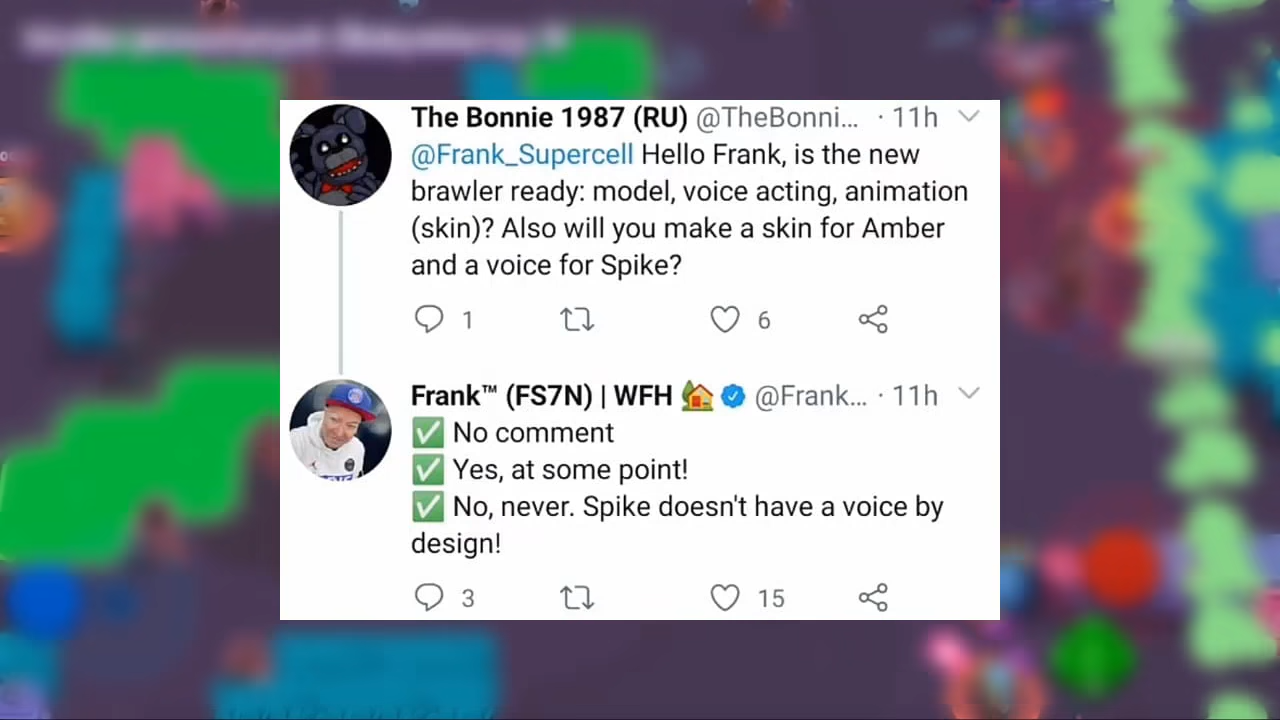 The Bonnie 1987 (RU) @TheBonni... · 11h
@Frank_Supercell Hello Frank, is the new
brawler ready: model, voice acting, animation
(skin)? Also will you make a skin for Amber
and a voice for Spike?
1 6
Frank™ (FS7N) | WFH 🏡 @Frank... · 11h
✅ No comment
✅ Yes, at some point!
✅ No, never. Spike doesn't have a voice by
design!
3 15